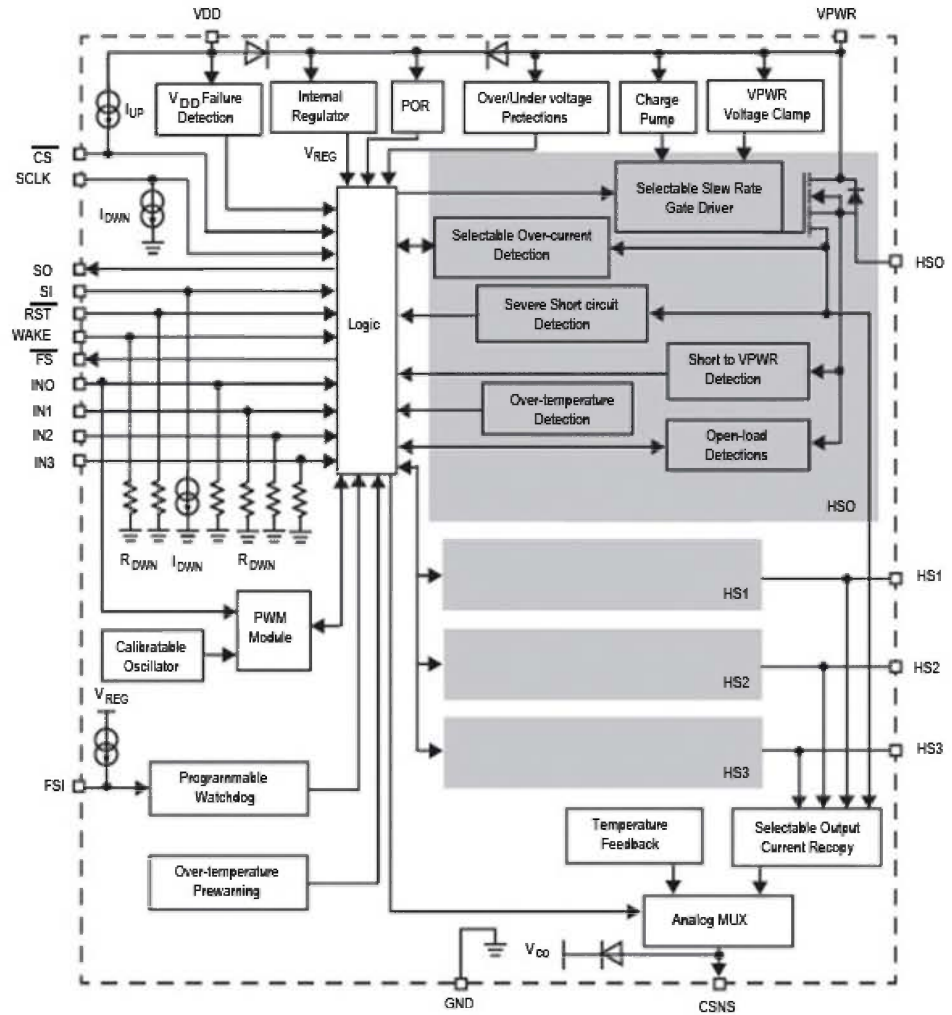 VDD
VPWR
IUP
VDD Failure
Detection
Internal
Regulator
POR
Over/Under voltage
Protections
Charge
Pump
VPWR
Voltage Clamp
VREG
CS
SCLK
IDWN
SO
SI
RST
WAKE
FS
IN0
IN1
IN2
IN3
Logic
Selectable Slew Rate
Gate Driver
Selectable Over-current
Detection
Severe Short circuit
Detection
Short to VPWR
Detection
Over-temperature
Detection
Open-load
Detections
HSO
HSO
RDWN
IDWN
RDWN
PWM
Module
Calibratable
Oscillator
VREG
FSI
Programmable
Watchdog
Over-temperature
Prewarning
HS1
HS1
HS2
HS2
HS3
HS3
Temperature
Feedback
Selectable Output
Current Recopy
Analog MUX
GND
CSNS